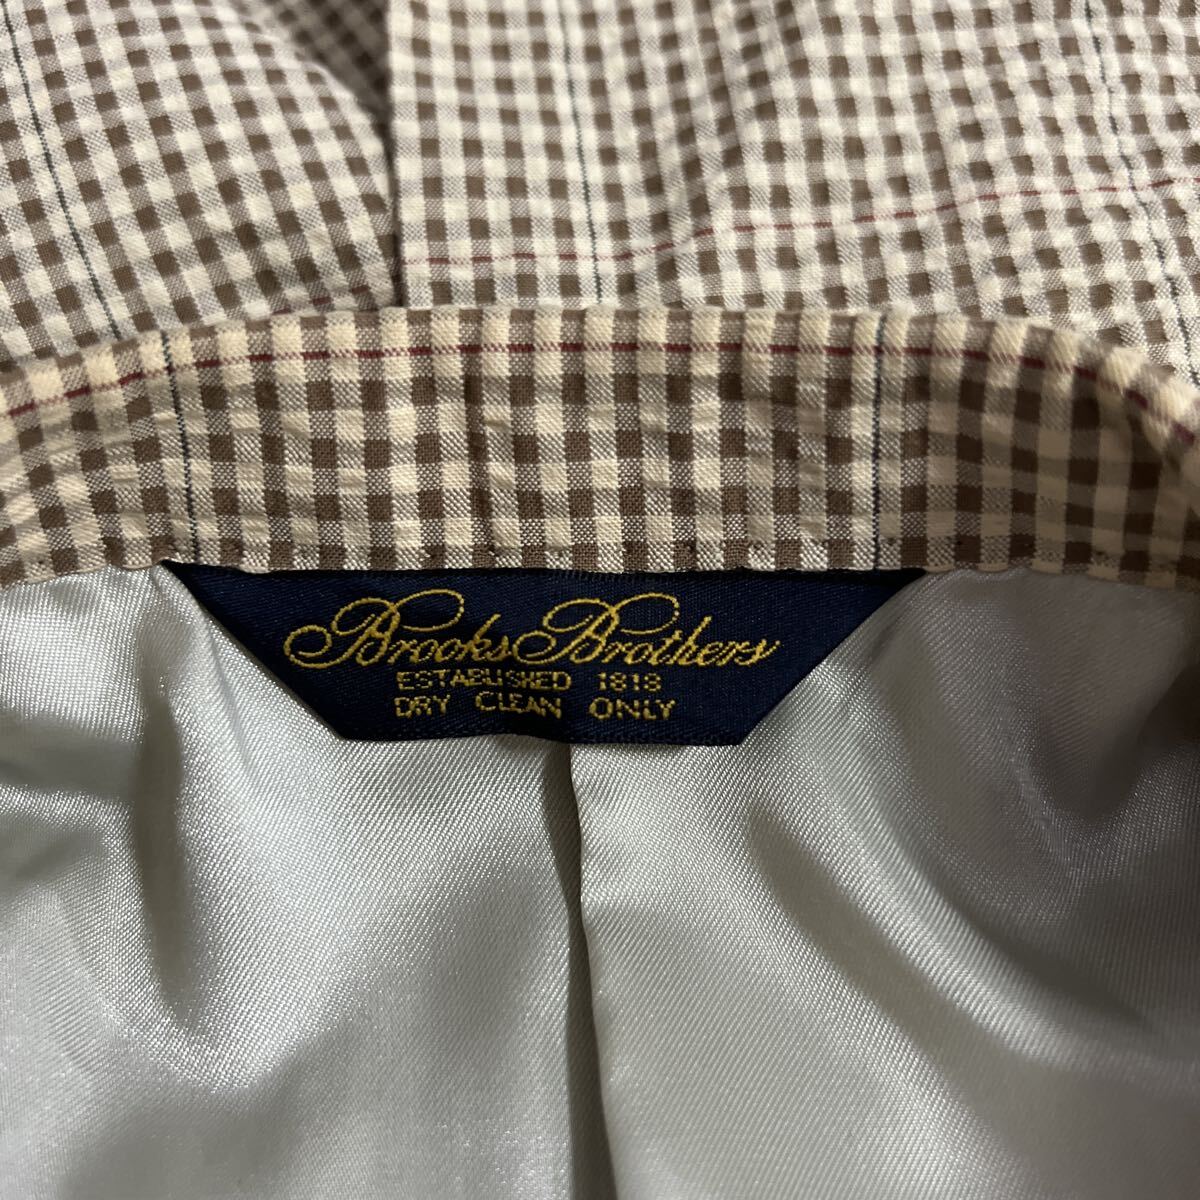 Brooks Brothers
ESTABLISHED 1818
DRY CLEAN ONLY